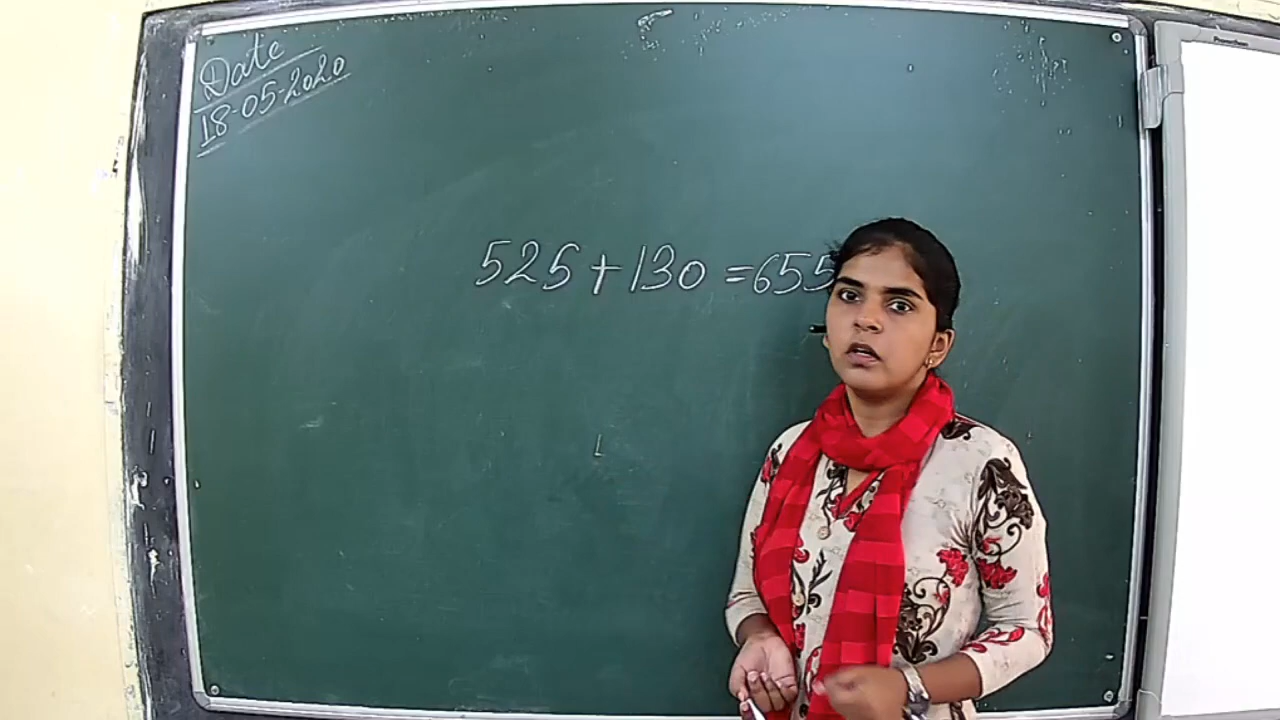 Date
18-05-2020
525 + 130 = 655